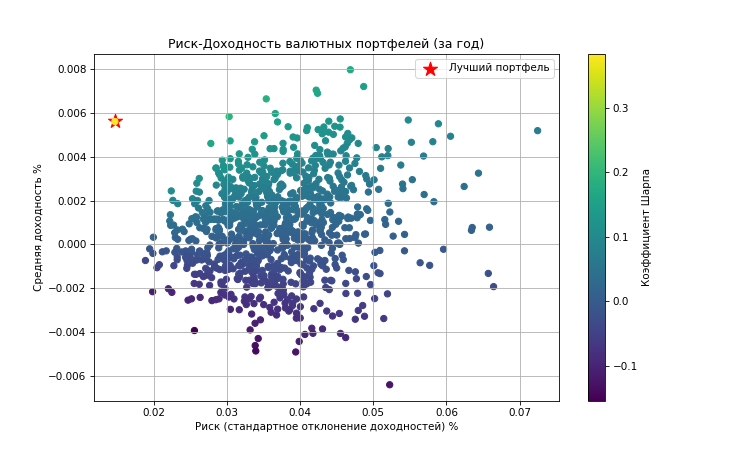 Риск-Доходность валютных портфелей (за год)
Лучший портфель
0.008
0.006
0.004
0.002
0.000
−0.002
−0.004
−0.006
Средняя доходность %
0.02 0.03 0.04 0.05 0.06 0.07
Риск (стандартное отклонение доходностей) %
0.3
0.2
0.1
0.0
−0.1
Коэффициент Шарпа